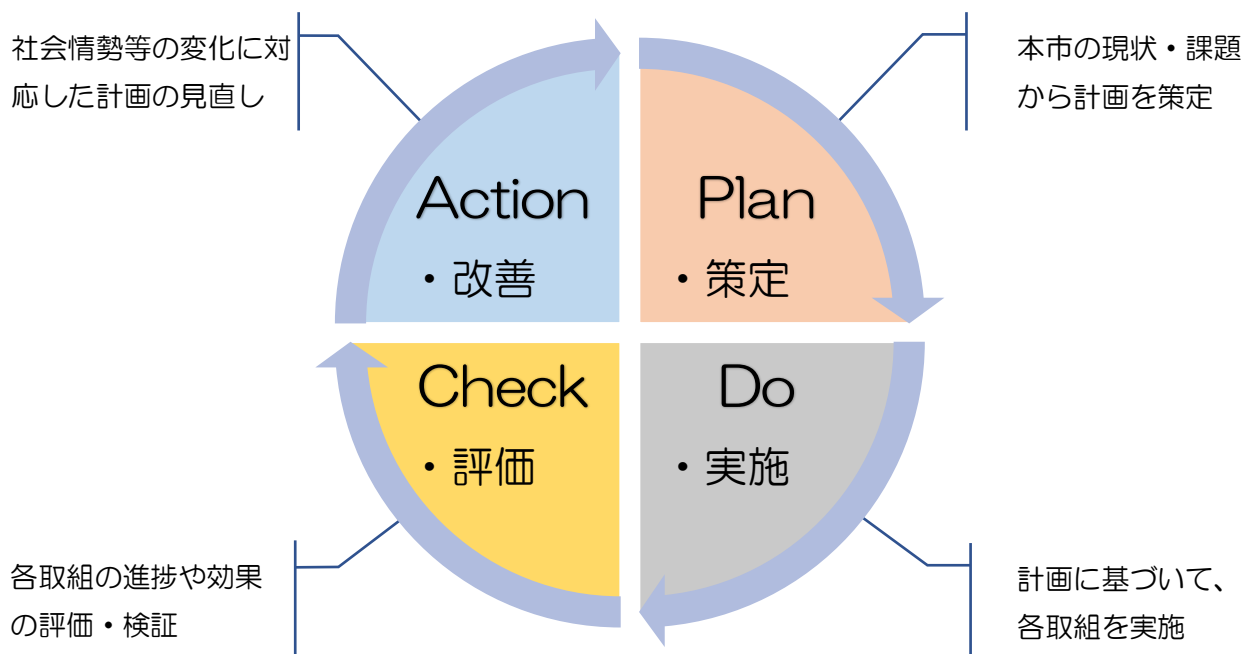 社会情勢等の変化に対
応した計画の見直し
本市の現状・課題
から計画を策定
Action
・改善
Plan
・策定
Check
・評価
Do
・実施
各取組の進捗や効果
の評価・検証
計画に基づいて、
各取組を実施